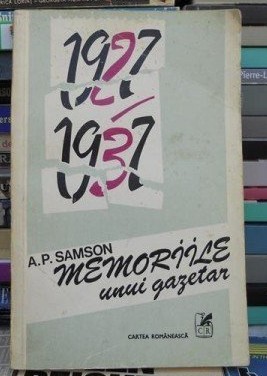 1927
1937
A.P. SAMSON
MEMORIILE
unui gazetar
CARTEA ROMÂNEASCĂ